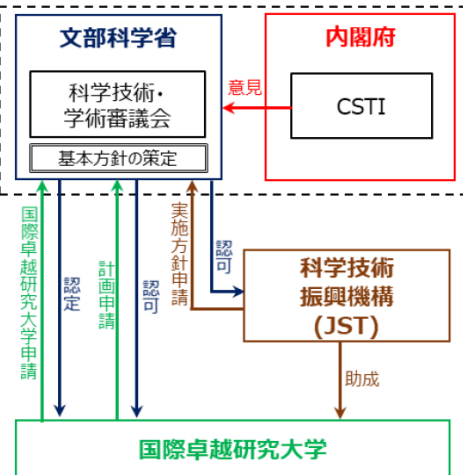 文部科学省
内閣府
科学技術・
学術審議会
意見
CSTI
基本方針の策定
国際卓越研究大学申請
認定
計画申請
認可
実施方針申請
認可
科学技術
振興機構
(JST)
助成
国際卓越研究大学